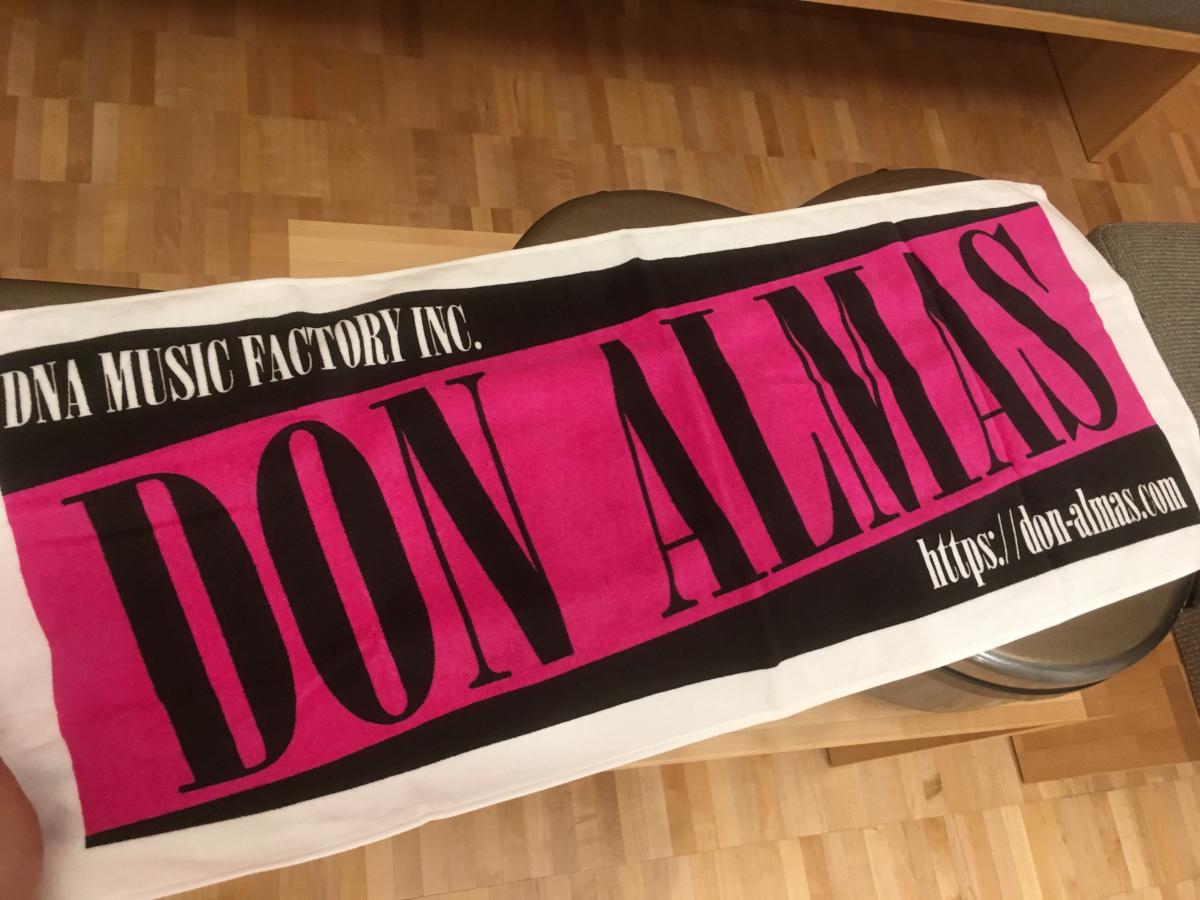 DNA MUSIC FACTORY INC.
DON ALMAS
https://don-almas.com